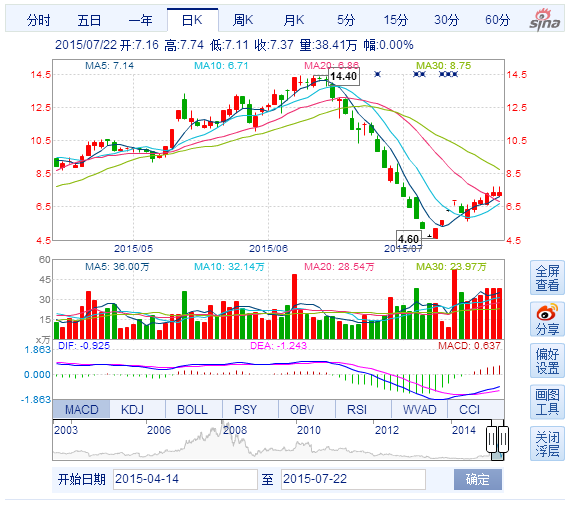 分时 五日 一年 日K 周K 月K 5分 15分 30分 60分
sina
2015/07/22 开:7.16 高:7.74 低:7.11 收:7.37 量:38.41万 幅:0.00%
MA5: 7.14 MA10: 6.71 MA20: 6.86 MA30: 8.75
14.5 14.40 14.5
12.5 12.5
10.5 10.5
8.5 8.5
6.5 6.5
4.5 4.60 4.5
2015/05 2015/06 2015/07
60 MA5: 36.00万 MA10: 32.14万 MA20: 28.54万 MA30: 23.97万
45
30
15
x万
DIF: -0.925 DEA: -1.243 MACD: 0.637
1.863
0.000
-1.863
MACD KDJ BOLL PSY OBV RSI WVAD CCI
2003 2006 2008 2010 2012 2014
开始日期 2015-04-14 至 2015-07-22 确定
全屏
查看
分享
偏好
设置
画图
工具
关闭
浮层